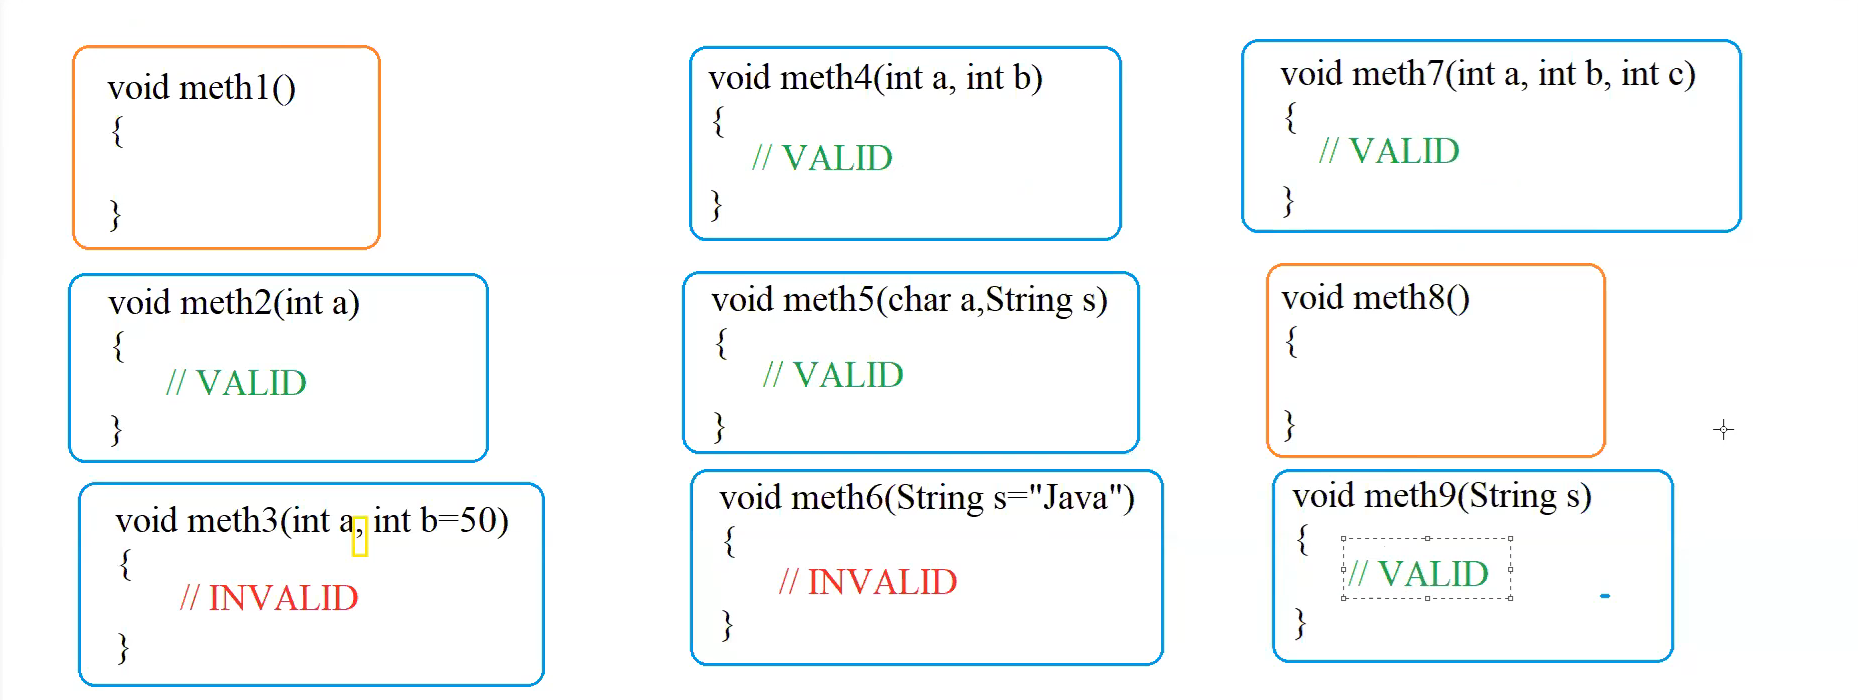 void meth1()
{
}
void meth2(int a)
{
// VALID
}
void meth3(int a, int b=50)
{
// INVALID
}
void meth4(int a, int b)
{
// VALID
}
void meth5(char a,String s)
{
// VALID
}
void meth6(String s="Java")
{
// INVALID
}
void meth7(int a, int b, int c)
{
// VALID
}
void meth8()
{
}
void meth9(String s)
{
// VALID
}